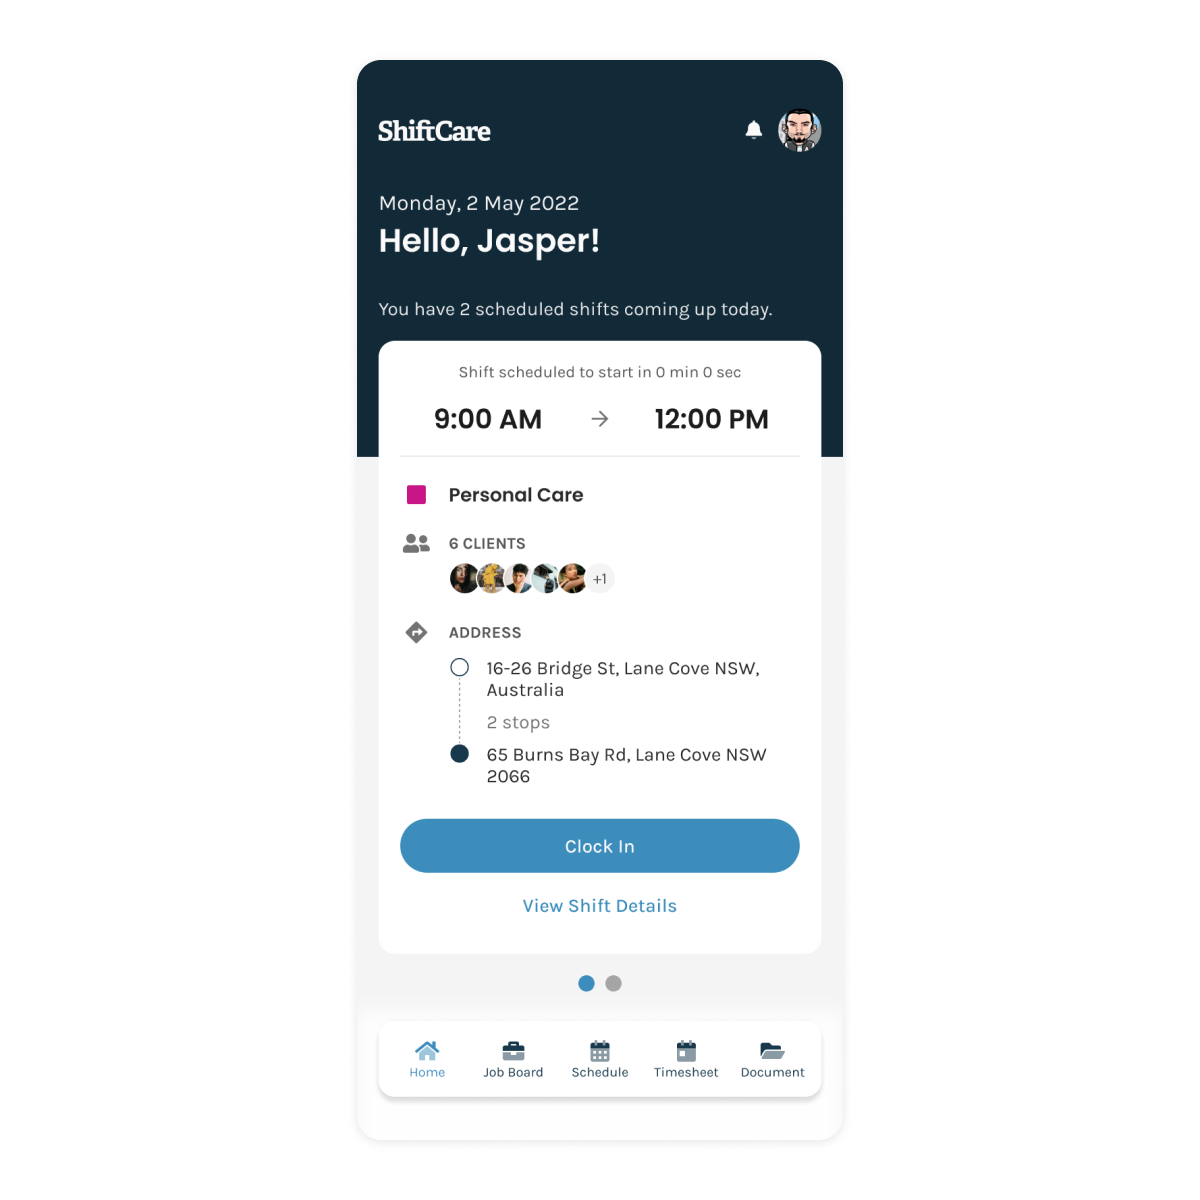 ShiftCare
Monday, 2 May 2022
Hello, Jasper!
You have 2 scheduled shifts coming up today.
Shift scheduled to start in 0 min 0 sec
9:00 AM → 12:00 PM
Personal Care
6 CLIENTS
+1
ADDRESS
16-26 Bridge St, Lane Cove NSW,
Australia
2 stops
65 Burns Bay Rd, Lane Cove NSW
2066
Clock In
View Shift Details
Home Job Board Schedule Timesheet Document